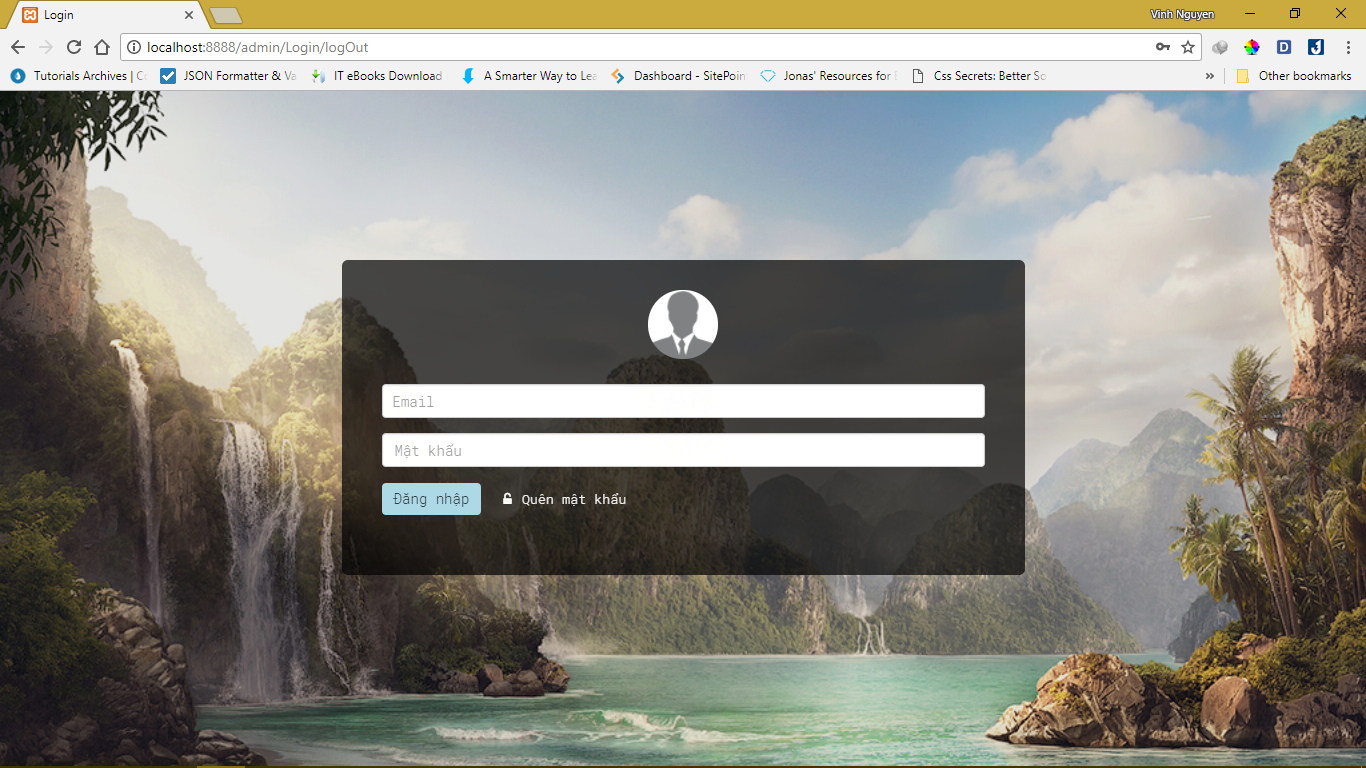 Login
Vinh Nguyen
localhost:8888/admin/Login/logOut
Tutorials Archives | C
JSON Formatter & Va
IT eBooks Download
A Smarter Way to Lea
Dashboard - SitePoin
Jonas' Resources for
Css Secrets: Better So
»
Other bookmarks
Email
Mật khẩu
Đăng nhập
Quên mật khẩu